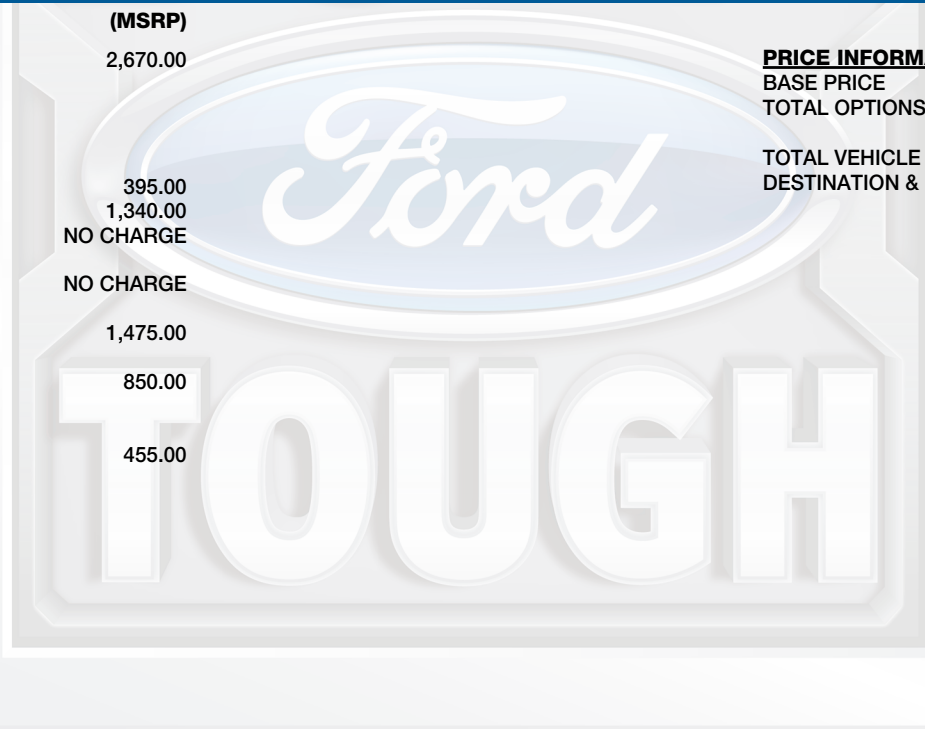 (MSRP)
2,670.00
395.00
1,340.00
NO CHARGE
NO CHARGE
1,475.00
850.00
455.00
PRICE INFORM
BASE PRICE
TOTAL OPTIONS
TOTAL VEHICLE
DESTINATION &
Ford
TOUGH